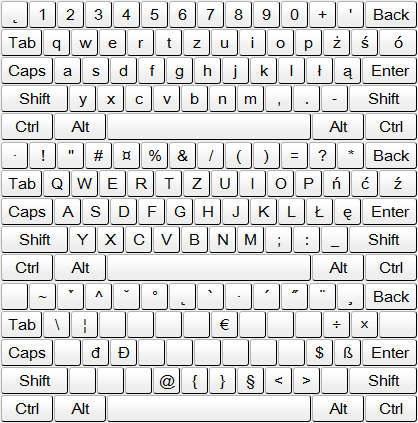 ˛ 1 2 3 4 5 6 7 8 9 0 + ' Back
Tab q w e r t z u i o p ż ś ó
Caps a s d f g h j k l ł ą Enter
Shift y x c v b n m , . - Shift
Ctrl Alt Alt Ctrl
· ! " # ¤ % & / ( ) = ? * Back
Tab Q W E R T Z U I O P ń ć ź
Caps A S D F G H J K L Ł ę Enter
Shift Y X C V B N M ; : _ Shift
Ctrl Alt Alt Ctrl
~ ˇ ^ ˘ ° ˛ ` · ´ ˝ ¨ ¸ Back
Tab \ ¦ € ÷ ×
Caps đ Đ $ ß Enter
Shift @ { } § < > Shift
Ctrl Alt Alt Ctrl